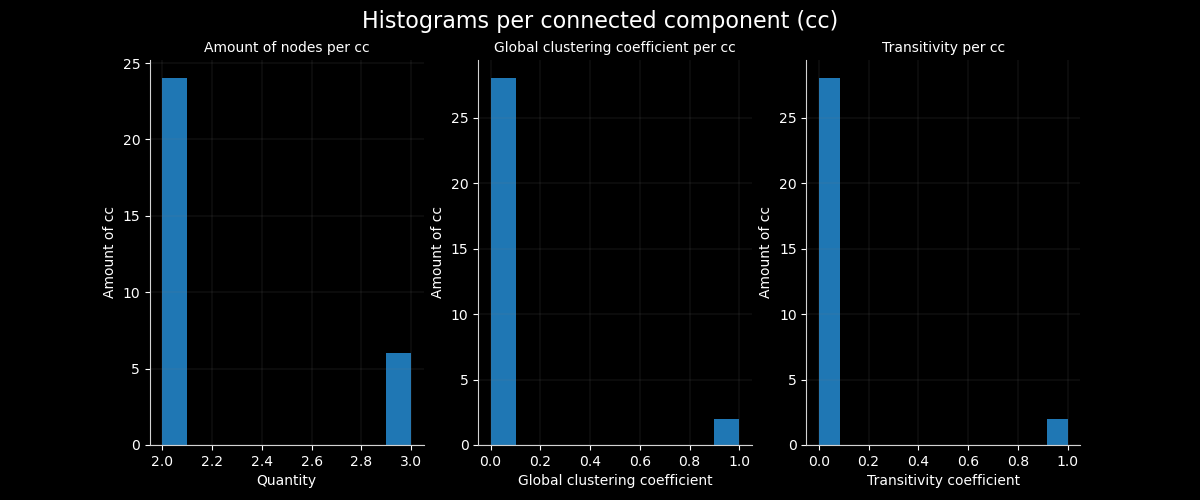 Histograms per connected component (cc)
Amount of nodes per cc
Global clustering coefficient per cc
Transitivity per cc
25
20
15
10
5
0
Amount of cc
2.0 2.2 2.4 2.6 2.8 3.0
Quantity
25
20
15
10
5
0
Amount of cc
0.0 0.2 0.4 0.6 0.8 1.0
Global clustering coefficient
25
20
15
10
5
0
Amount of cc
0.0 0.2 0.4 0.6 0.8 1.0
Transitivity coefficient